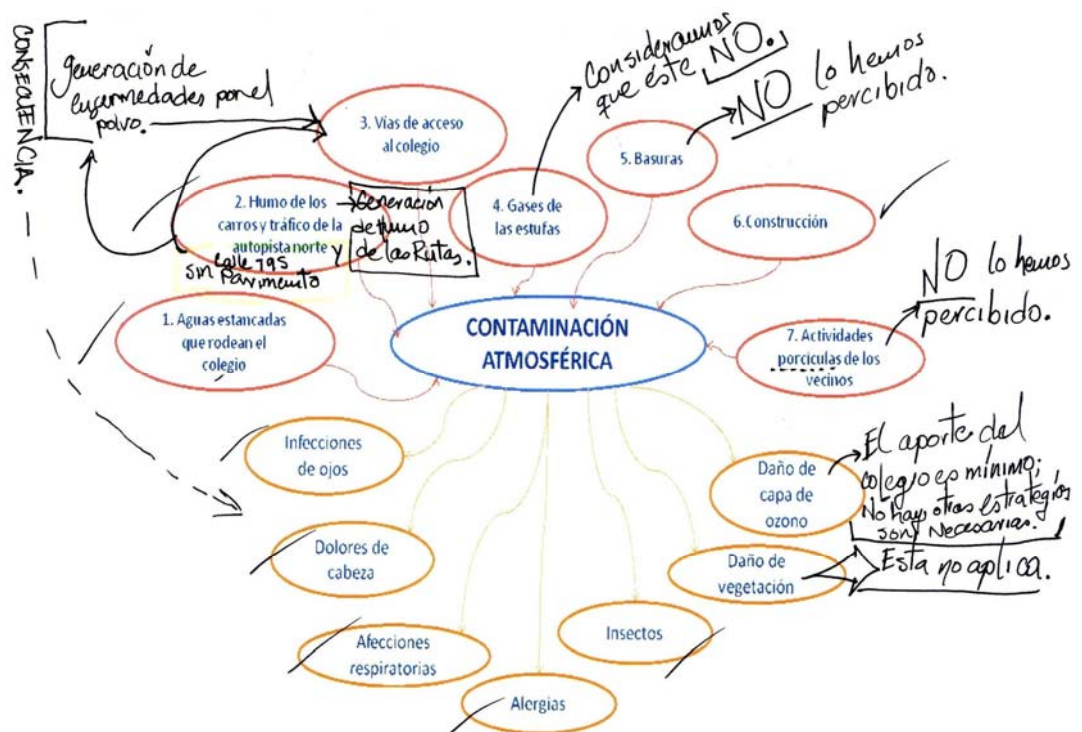 CONSECUENCIA.
generación de
enfermedades por el
polvo.
Consideramos
que éste NO.
NO lo hemos
percibido.
3. Vías de acceso
al colegio
5. Basuras
2. Humo de los
carros y tráfico de la
autopista norte y
calle 195
sin pavimento
Generación
de humo
de las Rutas.
4. Gases de
las estufas
6.Construcción
NO lo hemos
percibido.
1. Aguas estancadas
que rodean el
colegio
CONTAMINACIÓN
ATMOSFÉRICA
7. Actividades
porciculas de los
vecinos
Infecciones
de ojos
Daño de
capa de
ozono
El aporte del
colegio es mínimo;
No hay otras estrategias
son necesarias.
Dolores de
cabeza
Daño de
vegetación
Esta no aplica.
Afecciones
respiratorias
Insectos
Alergias